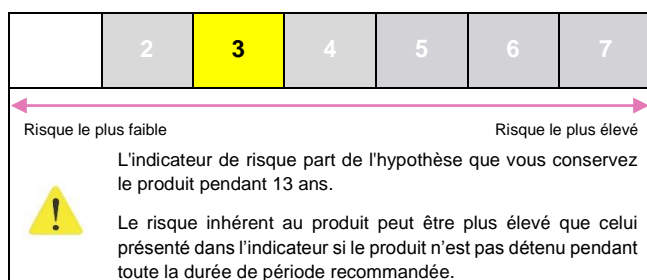 2 3 4 5 6 7
Risque le plus faible Risque le plus élevé
L'indicateur de risque part de l'hypothèse que vous conservez
le produit pendant 13 ans.
Le risque inhérent au produit peut être plus élevé que celui
présenté dans l’indicateur si le produit n’est pas détenu pendant
toute la durée de période recommandée.